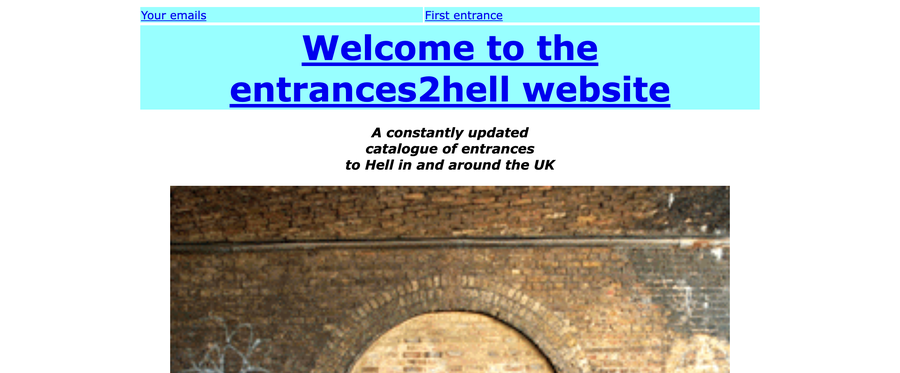 Your emails
First entrance
Welcome to the
entrances2hell website
A constantly updated
catalogue of entrances
to Hell in and around the UK